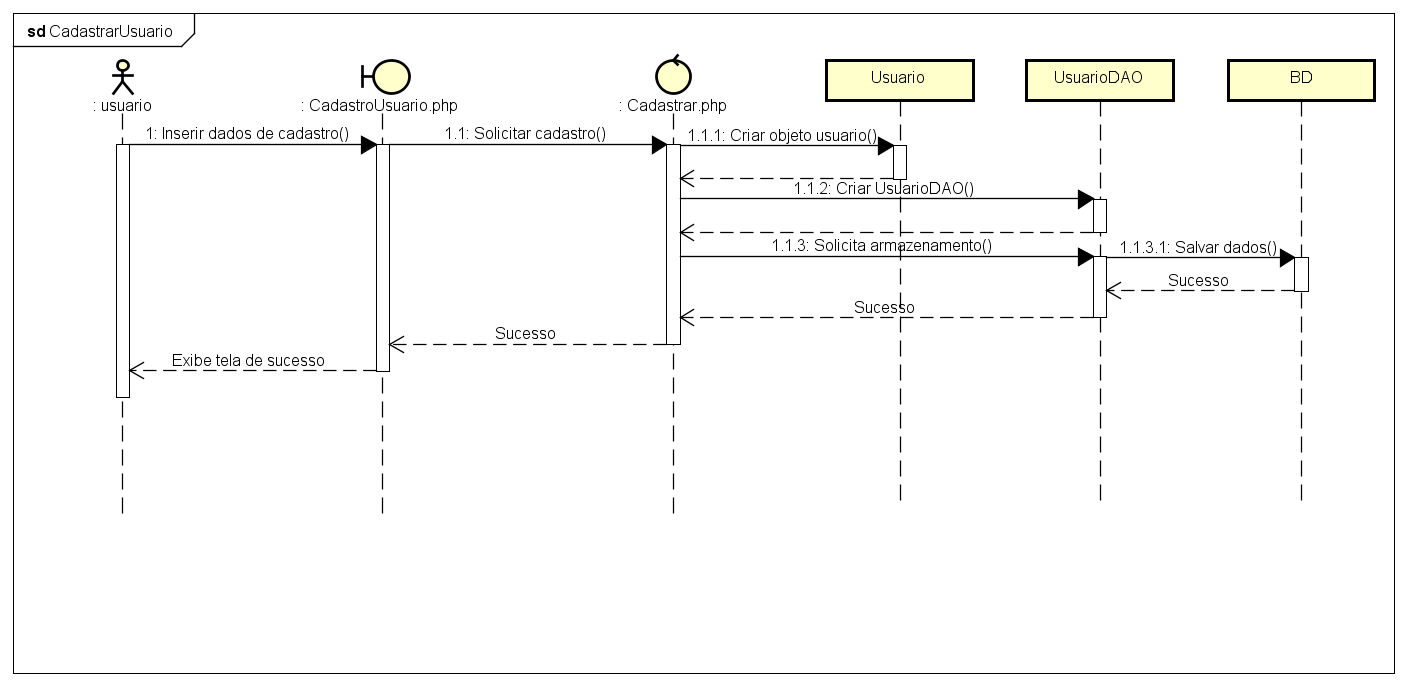 sd CadastrarUsuario
: usuario
: CadastroUsuario.php
: Cadastrar.php
Usuario
UsuarioDAO
BD
1: Inserir dados de cadastro()
1.1: Solicitar cadastro()
1.1.1: Criar objeto usuario()
1.1.2: Criar UsuarioDAO()
1.1.3: Solicita armazenamento()
1.1.3.1: Salvar dados()
Sucesso
Sucesso
Sucesso
Exibe tela de sucesso